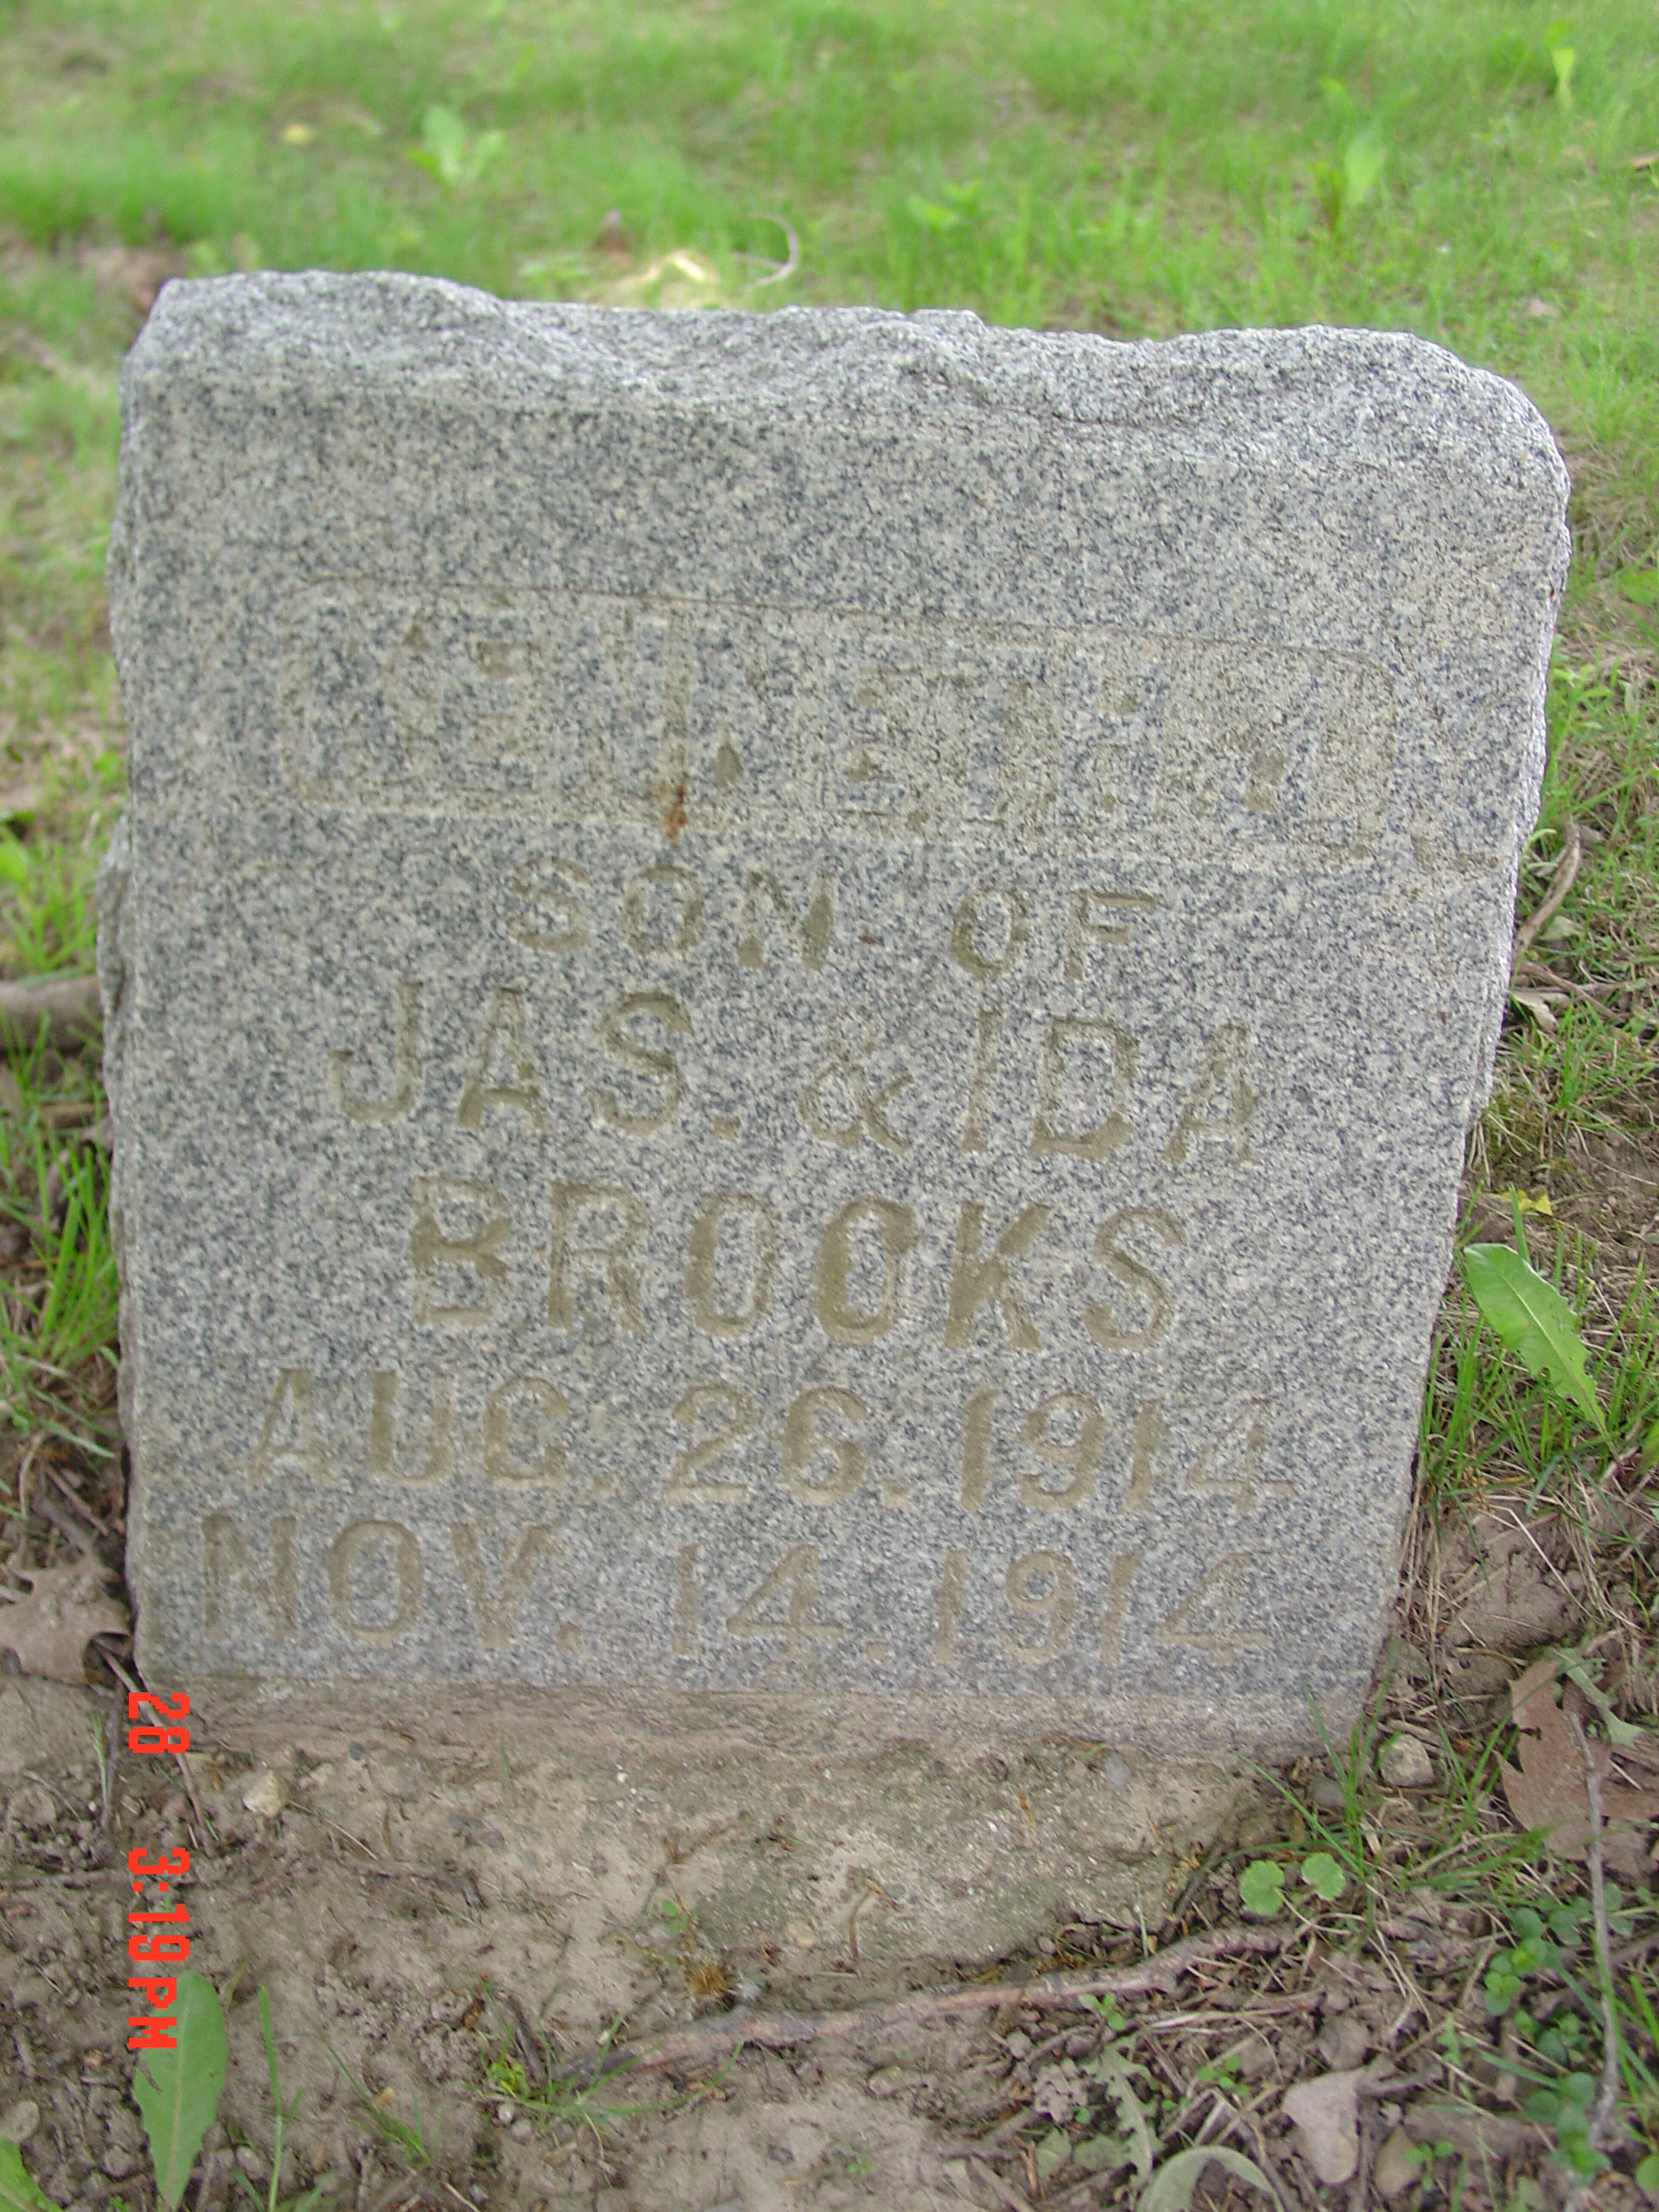 SON OF
JAS. & IDA
BROOKS
AUG. 26. 1914
NOV. 14. 1914
28 3:19PM